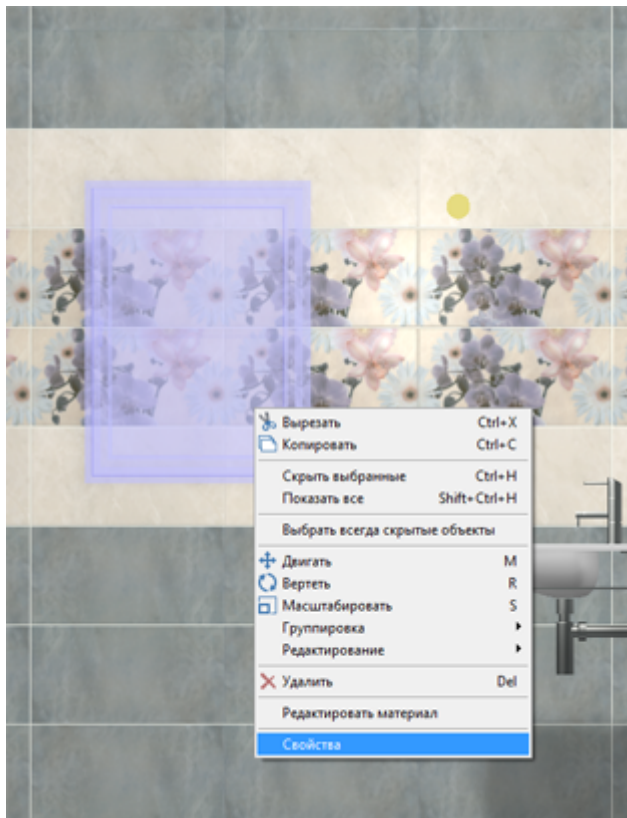 Вырезать Ctrl+X
Копировать Ctrl+C
Скрыть выбранные Ctrl+H
Показать все Shift+Ctrl+H
Выбрать всегда скрытые объекты
Двигать M
Вертеть R
Масштабировать S
Группировка
Редактирование
Удалить Del
Редактировать материал
Свойства